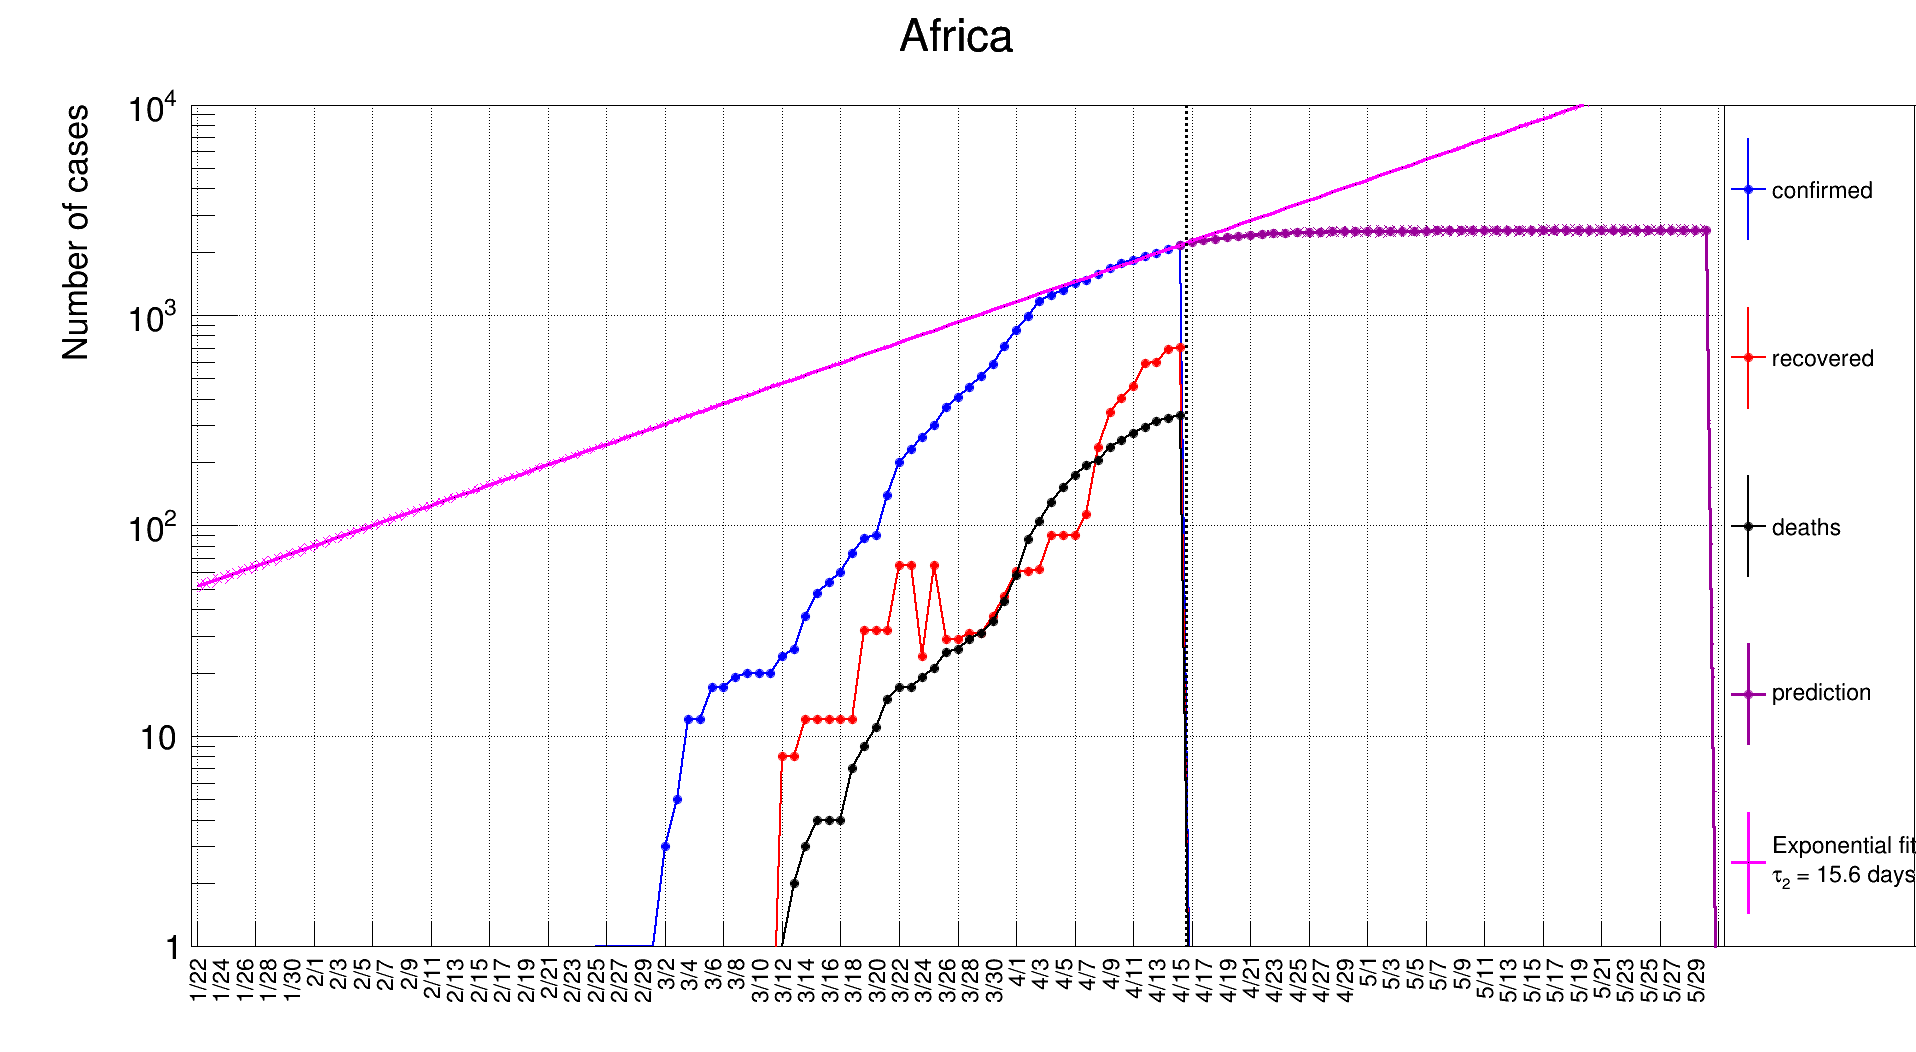 Africa
Number of cases
10^4
10^3
10^2
10
1
1/22 1/24 1/26 1/28 1/30 2/1 2/3 2/5 2/7 2/9 2/11 2/13 2/15 2/17 2/19 2/21 2/23 2/25 2/27 2/29 3/2 3/4 3/6 3/8 3/10 3/12 3/14 3/16 3/18 3/20 3/22 3/24 3/26 3/28 3/30 4/1 4/3 4/5 4/7 4/9 4/11 4/13 4/15 4/17 4/19 4/21 4/23 4/25 4/27 4/29 5/1 5/3 5/5 5/7 5/9 5/11 5/13 5/15 5/17 5/19 5/21 5/23 5/25 5/27 5/29
confirmed
recovered
deaths
prediction
Exponential fit
τ₂ = 15.6 days